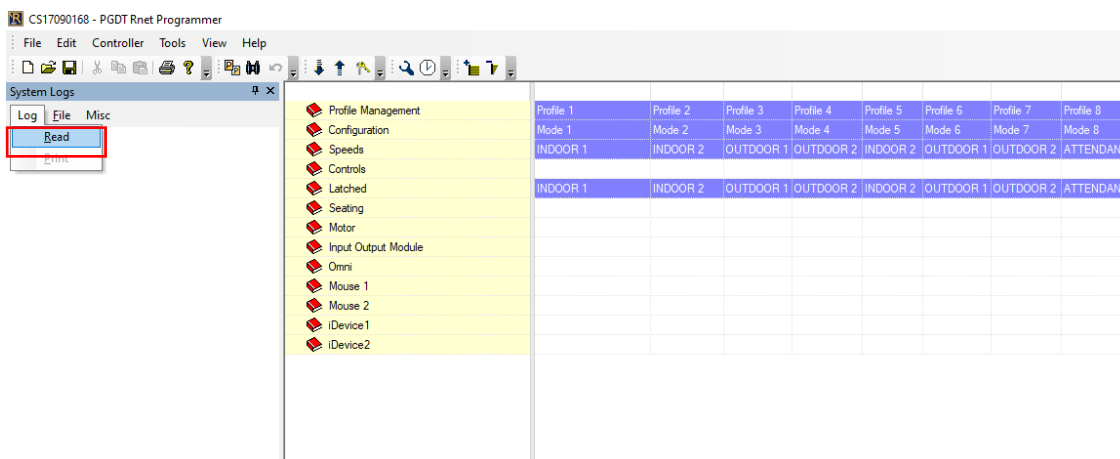 CS17090168 - PGDT Rnet Programmer
File Edit Controller Tools View Help
System Logs
Log File Misc
Read
Print
Profile Management Profile 1 Profile 2 Profile 3 Profile 4 Profile 5 Profile 6 Profile 7 Profile 8
Configuration Mode 1 Mode 2 Mode 3 Mode 4 Mode 5 Mode 6 Mode 7 Mode 8
Speeds INDOOR 1 INDOOR 2 OUTDOOR 1 OUTDOOR 2 INDOOR 2 OUTDOOR 1 OUTDOOR 2 ATTENDAN
Controls
Latched INDOOR 1 INDOOR 2 OUTDOOR 1 OUTDOOR 2 INDOOR 2 OUTDOOR 1 OUTDOOR 2 ATTENDAN
Seating
Motor
Input Output Module
Omni
Mouse 1
Mouse 2
iDevice1
iDevice2